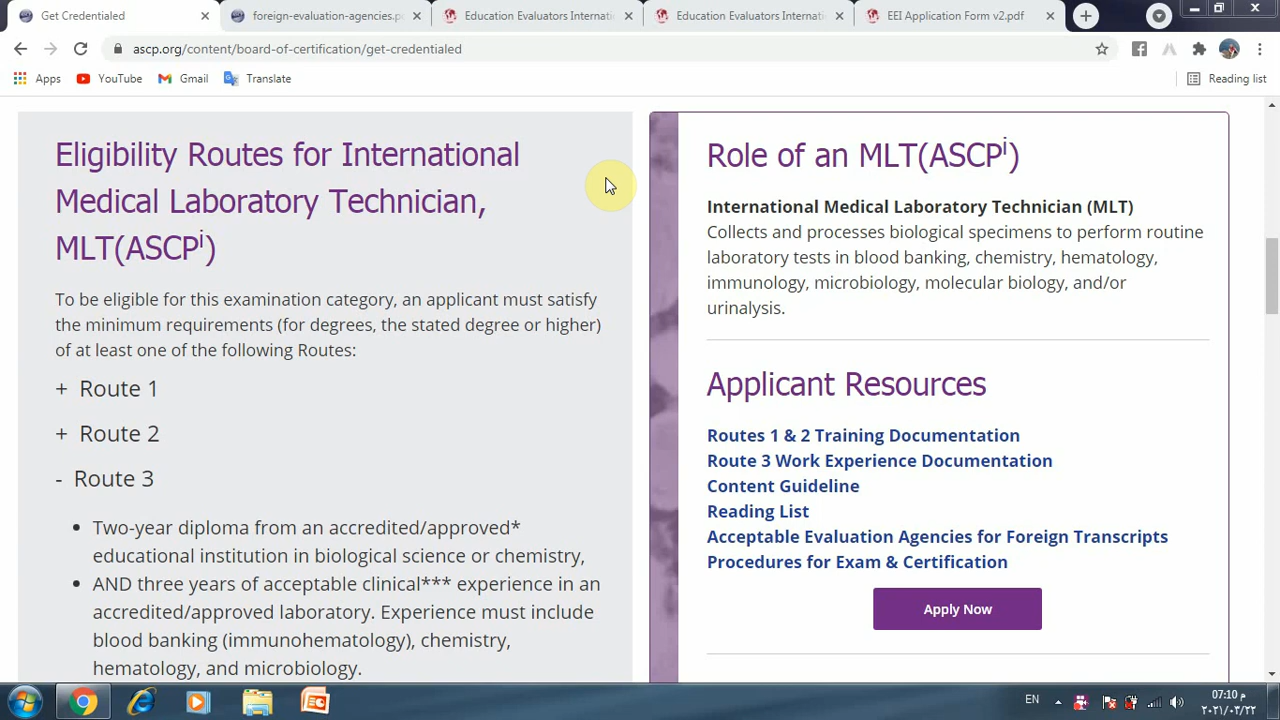 Get Credentialed
foreign-evaluation-agencies.p
Education Evaluators Internati
Education Evaluators Internati
EEI Application Form v2.pdf
ascp.org/content/board-of-certification/get-credentialed
Apps
YouTube
Gmail
Translate
Reading list
Eligibility Routes for International
Medical Laboratory Technician,
MLT(ASCPⁱ)
To be eligible for this examination category, an applicant must satisfy
the minimum requirements (for degrees, the stated degree or higher)
of at least one of the following Routes:
+ Route 1
+ Route 2
- Route 3
• Two-year diploma from an accredited/approved*
educational institution in biological science or chemistry,
• AND three years of acceptable clinical*** experience in an
accredited/approved laboratory. Experience must include
blood banking (immunohematology), chemistry,
hematology, and microbiology.
Role of an MLT(ASCPⁱ)
International Medical Laboratory Technician (MLT)
Collects and processes biological specimens to perform routine
laboratory tests in blood banking, chemistry, hematology,
immunology, microbiology, molecular biology, and/or
urinalysis.
Applicant Resources
Routes 1 & 2 Training Documentation
Route 3 Work Experience Documentation
Content Guideline
Reading List
Acceptable Evaluation Agencies for Foreign Transcripts
Procedures for Exam & Certification
Apply Now
EN
07:10 م
٢٠٢١/٠٣/٢٢